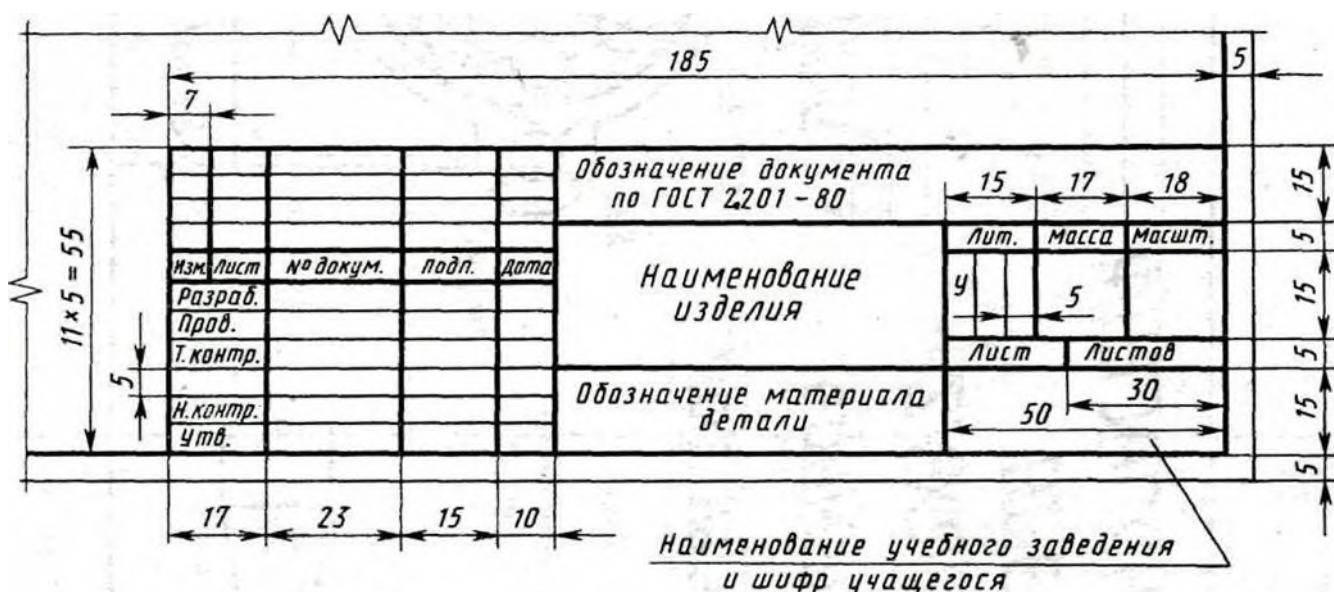 185
5
7
Обозначение документа
по ГОСТ 2.201-80
15
17
18
15
11×5=55
Лит.
Масса
Масшт.
5
Изм
Лист
№ докум.
Подп.
Дата
Наименование
изделия
У
5
15
Разраб.
Пров.
Т. контр.
Лист
Листов
5
5
Обозначение материала
детали
30
15
Н. контр.
Утв.
50
5
17
23
15
10
Наименование учебного заведения
и шифр учащегося